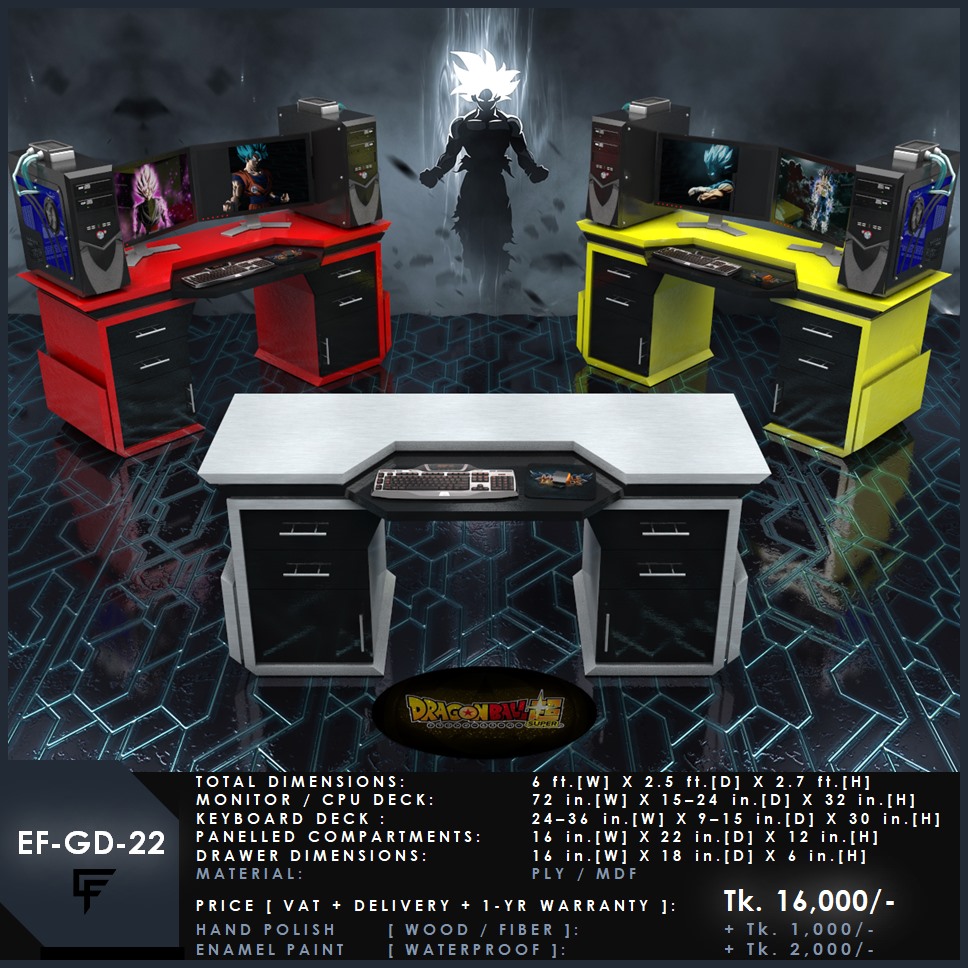 DRAGONBALL
SUPER
TOTAL DIMENSIONS: 6 ft.[W] X 2.5 ft.[D] X 2.7 ft.[H]
MONITOR / CPU DECK: 72 in.[W] X 15–24 in.[D] X 32 in.[H]
KEYBOARD DECK : 24–36 in.[W] X 9–15 in.[D] X 30 in.[H]
PANELLED COMPARTMENTS: 16 in.[W] X 22 in.[D] X 12 in.[H]
DRAWER DIMENSIONS: 16 in.[W] X 18 in.[D] X 6 in.[H]
MATERIAL: PLY / MDF
EF-GD-22
PRICE [ VAT + DELIVERY + 1-YR WARRANTY ]: Tk. 16,000/-
HAND POLISH [ WOOD / FIBER ]: + Tk. 1,000/-
ENAMEL PAINT [ WATERPROOF ]: + Tk. 2,000/-